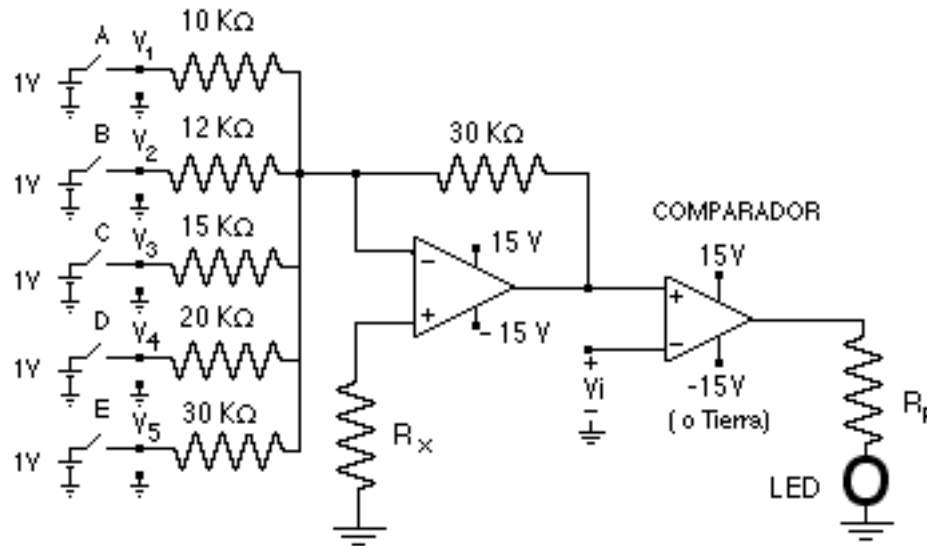 A
V1
10 KΩ
1V
B
V2
12 KΩ
1V
C
V3
15 KΩ
1V
D
V4
20 KΩ
1V
E
V5
30 KΩ
1V
30 KΩ
15 V
- 15 V
−
+
Rx
COMPARADOR
15V
+
−
-15V
( o Tierra)
+
Vi
−
LED